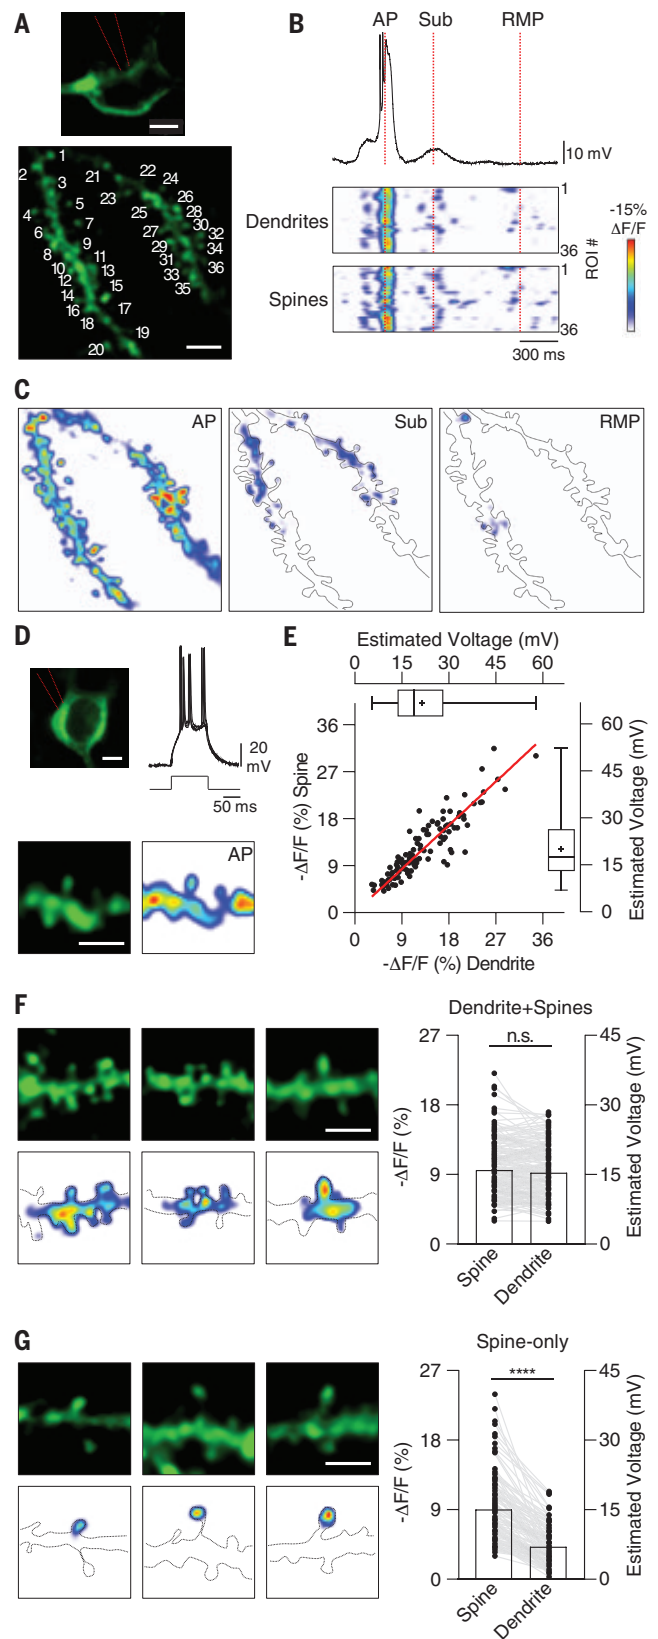 A
1
2
3
4
5
6
7
8
9
10
11
12
13
14
15
16
17
18
19
20
21
22
23
24
25
26
27
28
29
30
31
32
33
34
35
36
B
AP Sub RMP
10 mV
Dendrites
1
36
Spines
1
36
ROI #
-15%
ΔF/F
300 ms
C
AP
Sub
RMP
D
20
mV
50 ms
AP
E
Estimated Voltage (mV)
0 15 30 45 60
36
27
18
9
0
-ΔF/F (%) Spine
60
45
30
15
0
Estimated Voltage (mV)
0 9 18 27 36
-ΔF/F (%) Dendrite
F
Dendrite+Spines
n.s.
27
18
9
0
-ΔF/F (%)
45
30
15
0
Estimated Voltage (mV)
Spine
Dendrite
G
Spine-only
****
27
18
9
0
-ΔF/F (%)
45
30
15
0
Estimated Voltage (mV)
Spine
Dendrite